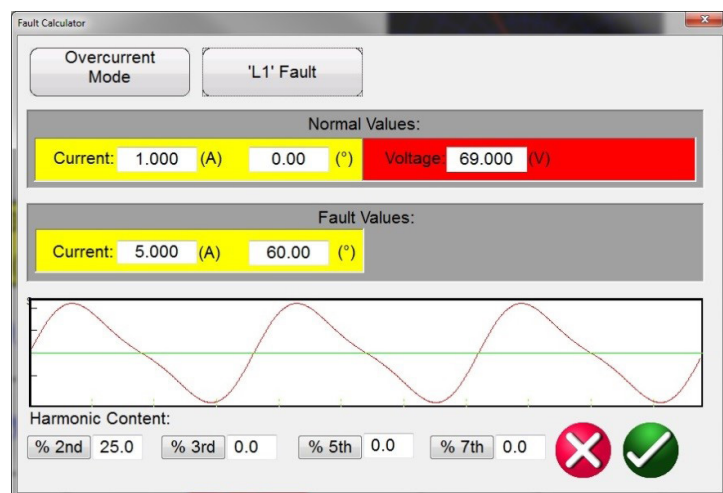 Fault Calculator
Overcurrent
Mode
'L1' Fault
Normal Values:
Current: 1.000 (A) 0.00 (°) Voltage: 69.000 (V)
Fault Values:
Current: 5.000 (A) 60.00 (°)
Harmonic Content:
% 2nd 25.0 % 3rd 0.0 % 5th 0.0 % 7th 0.0